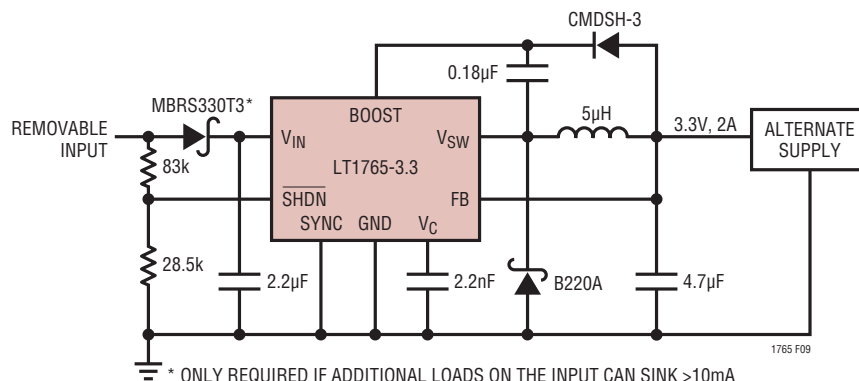 CMDSH-3
0.18µF
MBRS330T3*
BOOST
5µH
REMOVABLE
INPUT
VIN
VSW
3.3V, 2A
ALTERNATE
SUPPLY
83k
LT1765-3.3
SHDN
FB
SYNC GND VC
28.5k
2.2µF
2.2nF
B220A
4.7µF
1765 F09
* ONLY REQUIRED IF ADDITIONAL LOADS ON THE INPUT CAN SINK >10mA